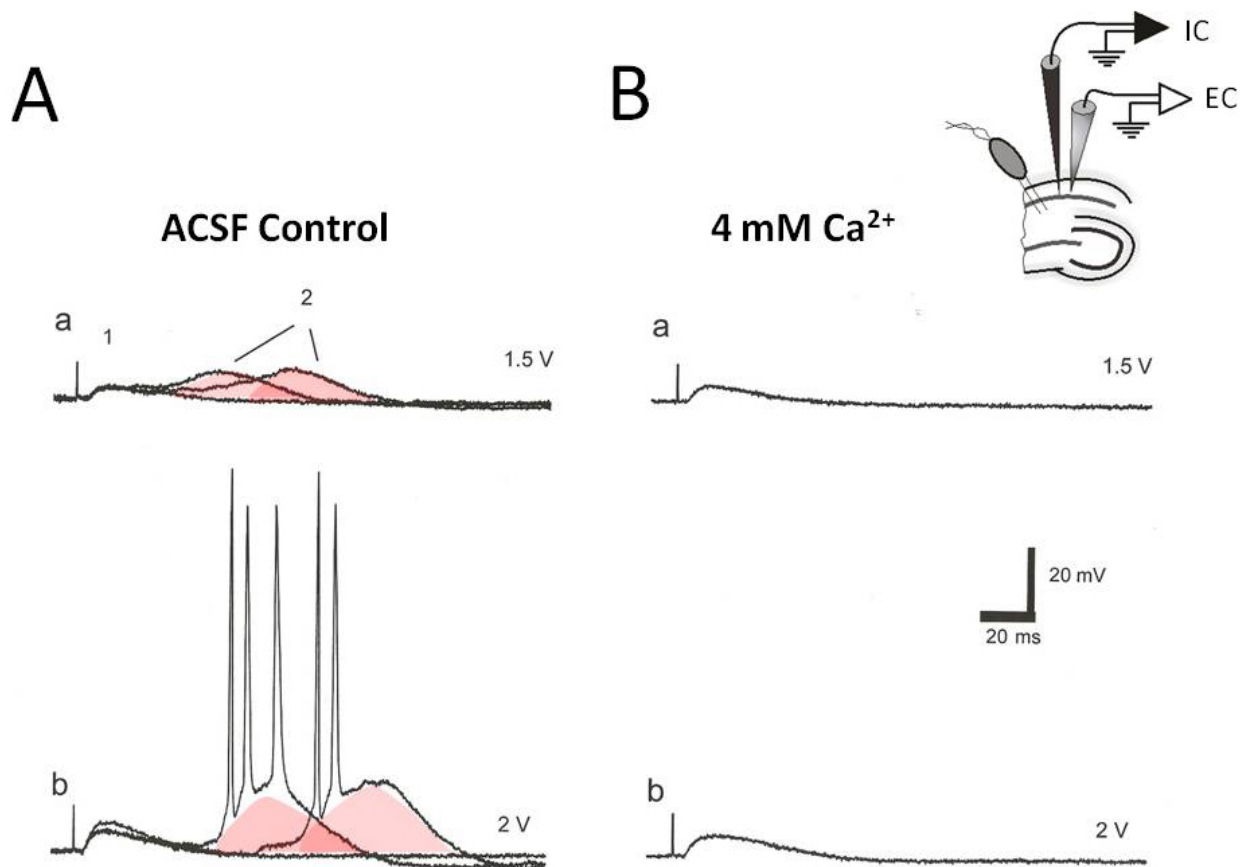 A
B
IC
EC
ACSF Control
4 mM Ca²⁺
a
1
2
1.5 V
a
1.5 V
20 mV
20 ms
b
2 V
b
2 V